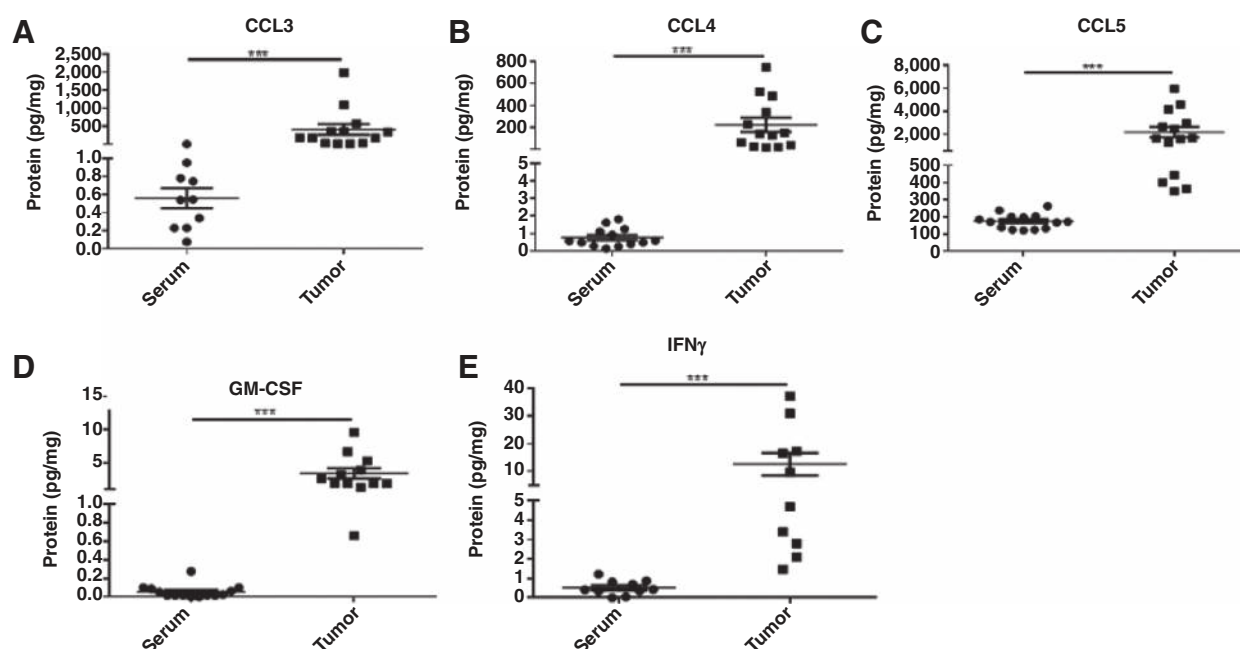 A
CCL3
Protein (pg/mg)
2,500
2,000
1,500
1,000
500
1.0
0.8
0.6
0.4
0.2
0.0
***
Serum
Tumor
B
CCL4
Protein (pg/mg)
800
600
400
200
5
4
3
2
1
0
***
Serum
Tumor
C
CCL5
Protein (pg/mg)
8,000
6,000
4,000
2,000
500
400
300
200
100
0
***
Serum
Tumor
D
GM-CSF
Protein (pg/mg)
15
10
5
1.0
0.8
0.6
0.4
0.2
0.0
***
Serum
Tumor
E
IFNγ
Protein (pg/mg)
40
30
20
10
5
4
3
2
1
0
***
Serum
Tumor